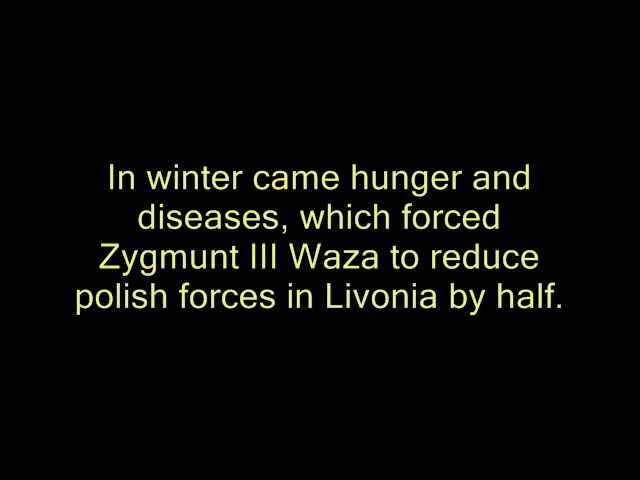 In winter came hunger and
diseases, which forced
Zygmunt III Waza to reduce
polish forces in Livonia by half.